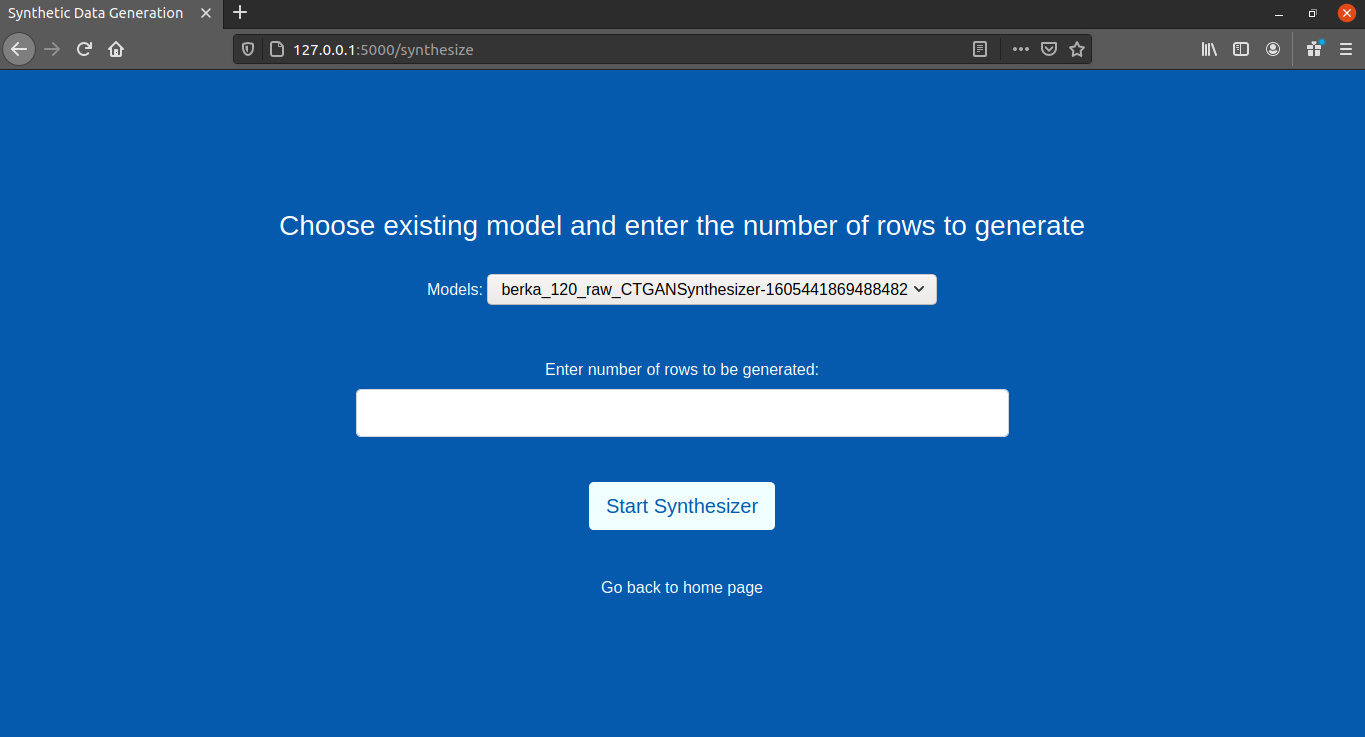 Synthetic Data Generation
127.0.0.1:5000/synthesize
Choose existing model and enter the number of rows to generate
Models: berka_120_raw_CTGANSynthesizer-1605441869488482
Enter number of rows to be generated:
Start Synthesizer
Go back to home page